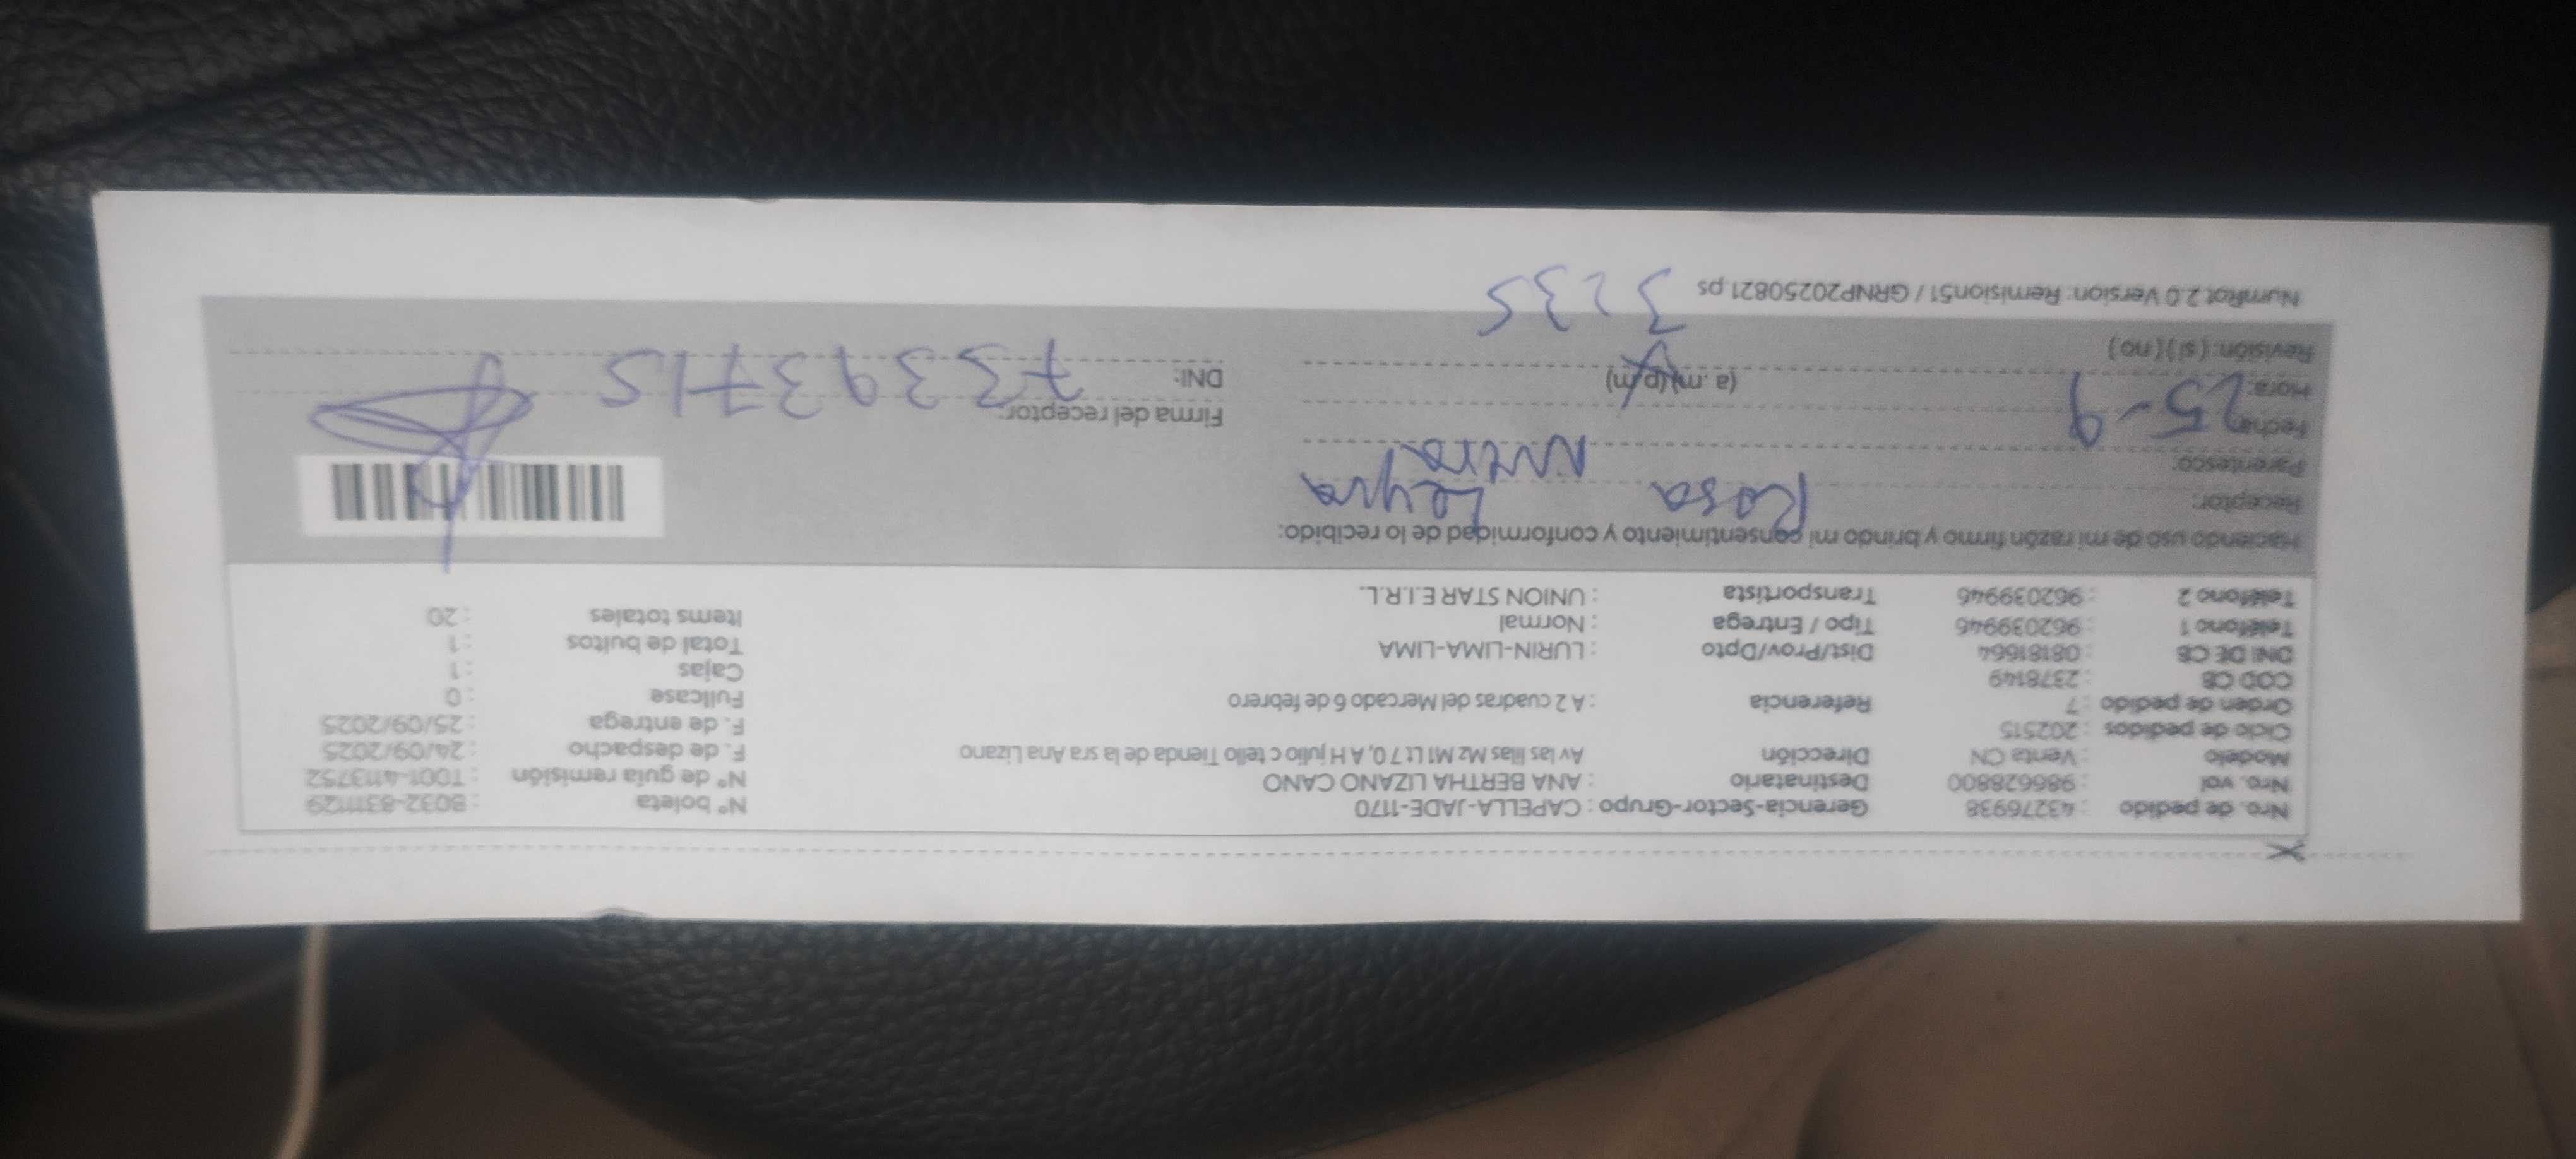 Nro. de pedido : 43276938 Gerencia-Sector-Grupo : CAPELLA-JADE-1170 N° boleta : B032-8311129
Nro. vol : 986628800 Destinatario : ANA BERTHA LIZANO CANO N° de guía remisión : T001-4113752
Modelo : Venta CN Dirección Av las lilas Mz M1 Lt 7 0, A H julio c tello Tienda de la sra Ana Lizano F. de despacho : 24/09/2025
Ciclo de pedidos : 202515 F. de entrega : 25/09/2025
Orden de pedido : 7 Referencia : A 2 cuadras del Mercado 6 de febrero Fullcase : 0
COD CB : 2378149 Cajas : 1
DNI DE CB : 08181664 Dist/Prov/Dpto : LURIN-LIMA-LIMA Total de bultos : 1
Teléfono 1 : 962039946 Tipo / Entrega : Normal Items totales : 20
Teléfono 2 : 962039946 Transportista : UNION STAR E.I.R.L.
Haciendo uso de mi razón firmo y brindo mi consentimiento y conformidad de lo recibido:
Receptor: Rosa Leyva
Parentesco:
Fecha: 25-9 Firma del receptor:
Hora: (a.m)(p.m) DNI: 73393715
Revisión: (si)(no)
NumRot 2.0 Version: Remision51 / GRNP20250821.ps 3235